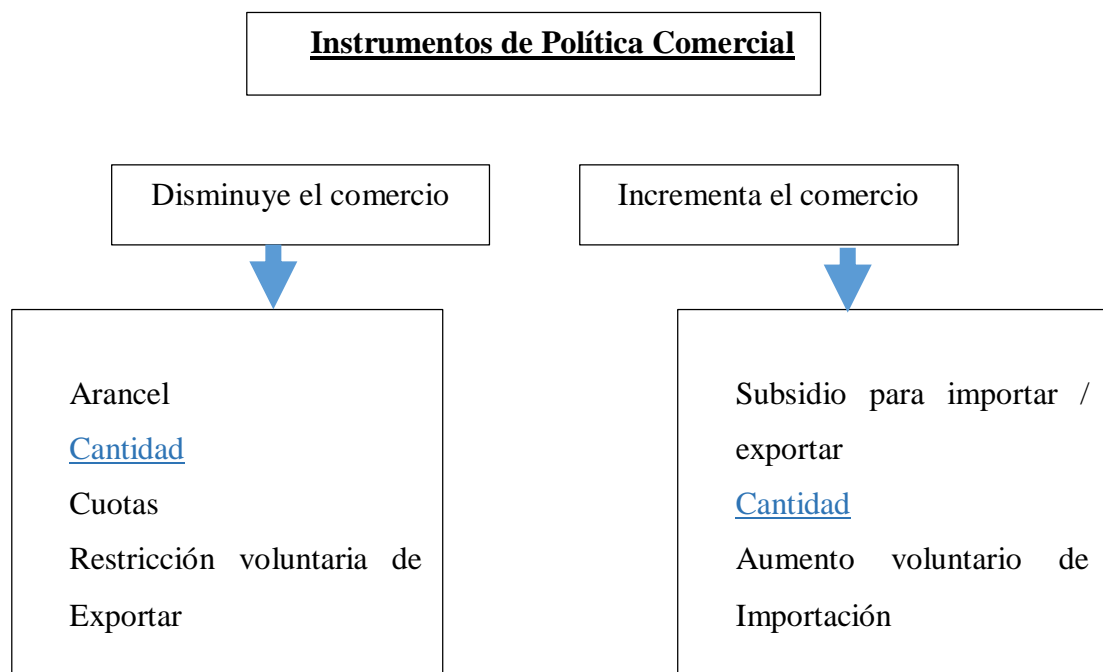 Instrumentos de Política Comercial
Disminuye el comercio
Incrementa el comercio
Arancel
Cantidad
Cuotas
Restricción voluntaria de
Exportar
Subsidio para importar /
exportar
Cantidad
Aumento voluntario de
Importación